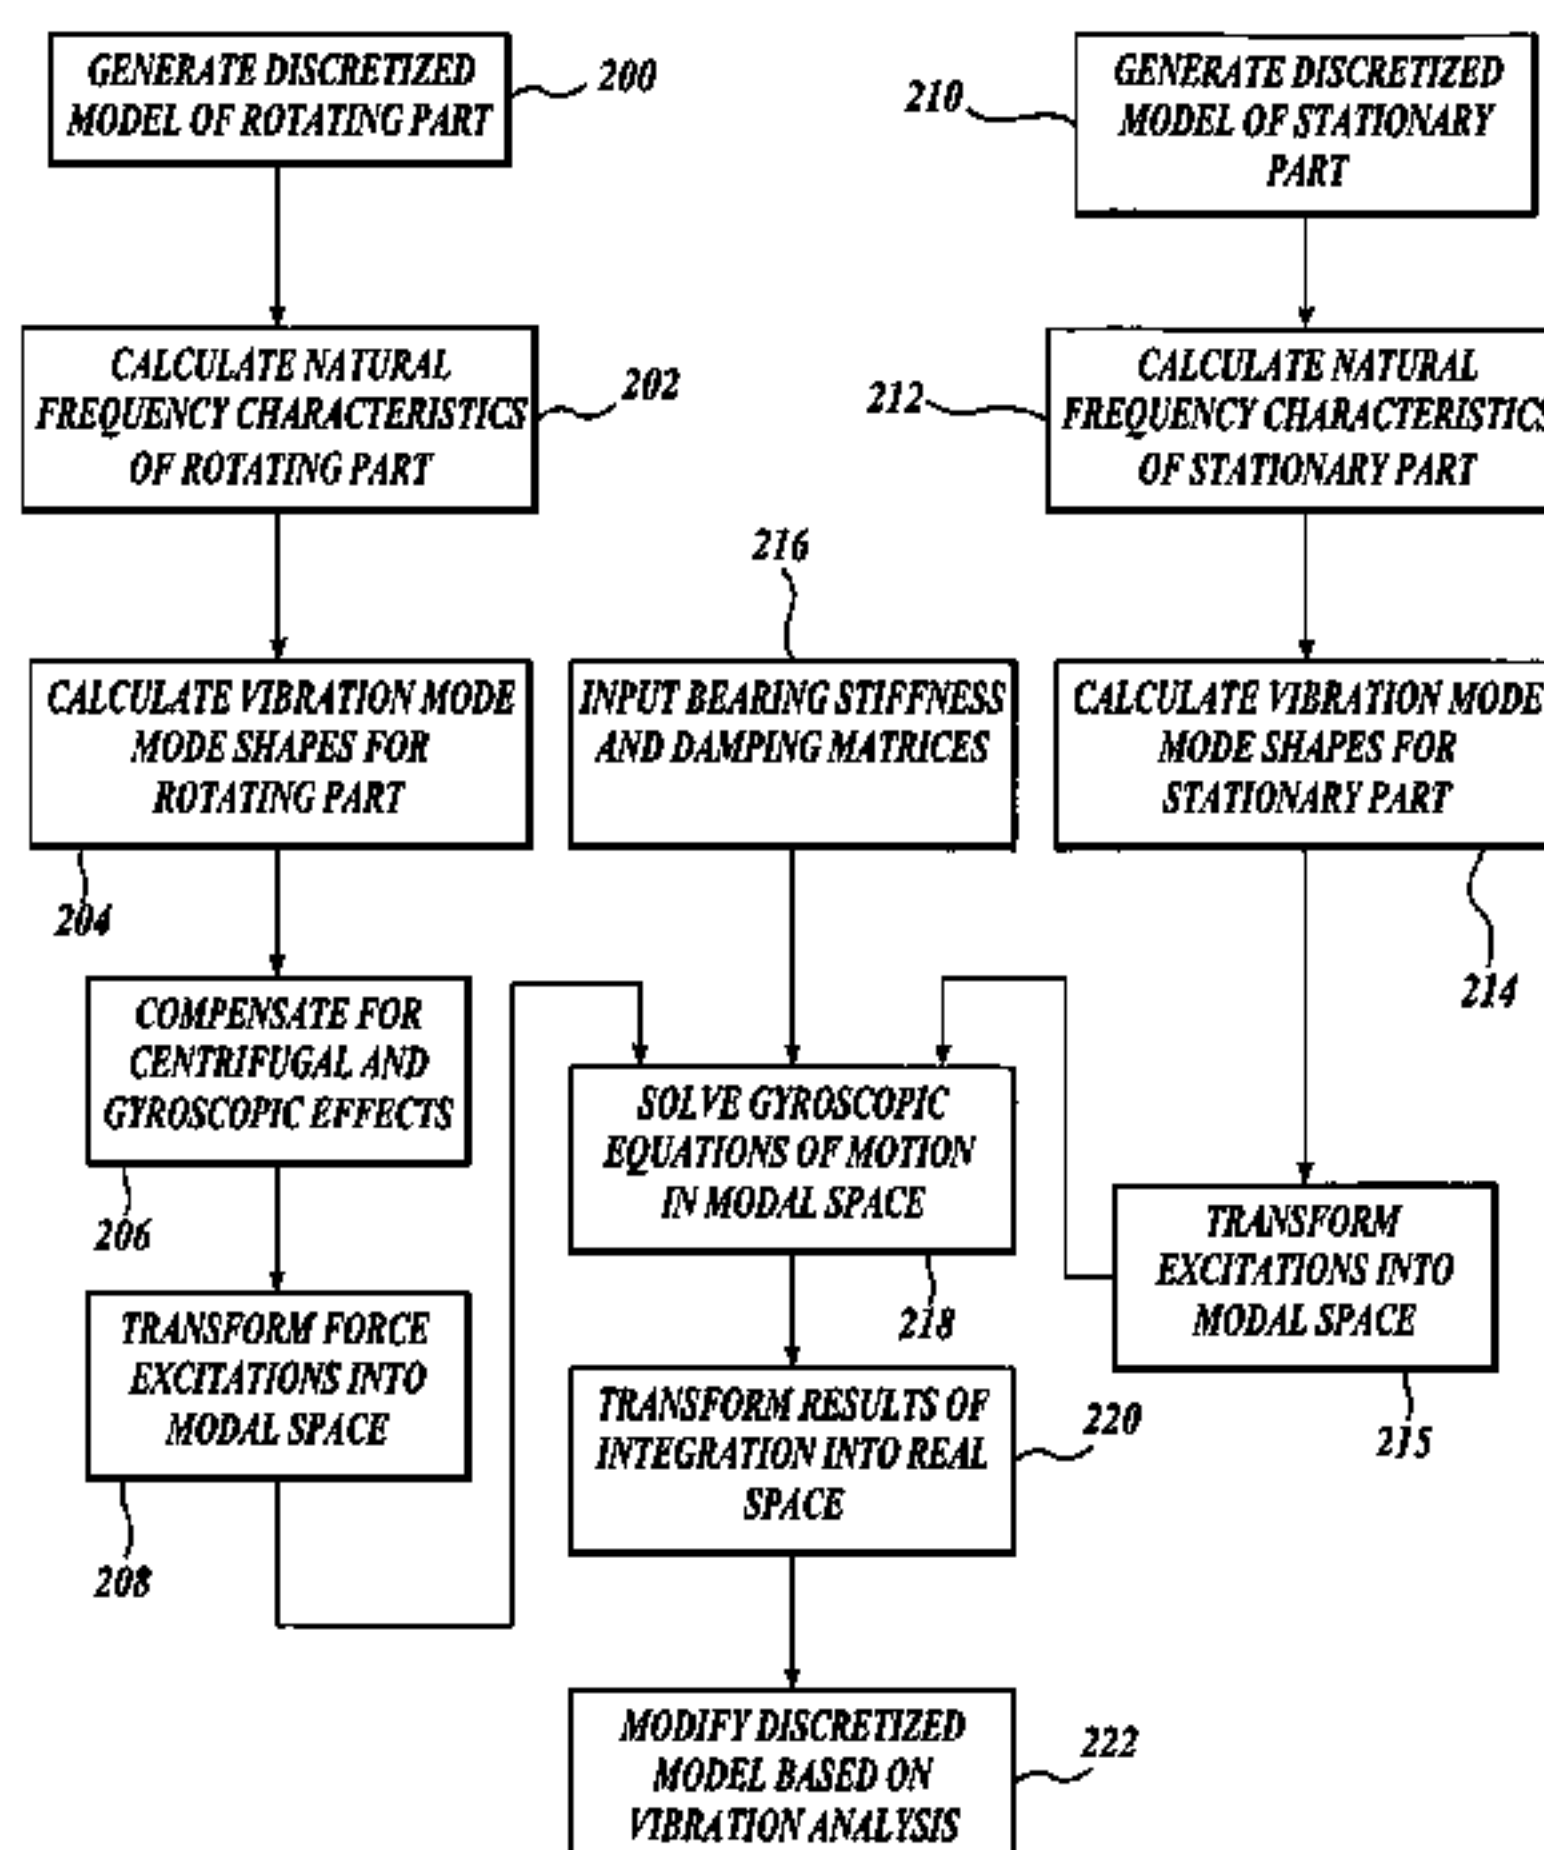 GENERATE DISCRETIZED
MODEL OF ROTATING PART
200
CALCULATE NATURAL
FREQUENCY CHARACTERISTICS
OF ROTATING PART
202
CALCULATE VIBRATION MODE
MODE SHAPES FOR
ROTATING PART
204
COMPENSATE FOR
CENTRIFUGAL AND
GYROSCOPIC EFFECTS
206
TRANSFORM FORCE
EXCITATIONS INTO
MODAL SPACE
208
210
GENERATE DISCRETIZED
MODEL OF STATIONARY
PART
212
CALCULATE NATURAL
FREQUENCY CHARACTERISTICS
OF STATIONARY PART
CALCULATE VIBRATION MODE
MODE SHAPES FOR
STATIONARY PART
214
TRANSFORM
EXCITATIONS INTO
MODAL SPACE
215
216
INPUT BEARING STIFFNESS
AND DAMPING MATRICES
SOLVE GYROSCOPIC
EQUATIONS OF MOTION
IN MODAL SPACE
218
TRANSFORM RESULTS OF
INTEGRATION INTO REAL
SPACE
220
MODIFY DISCRETIZED
MODEL BASED ON
VIBRATION ANALYSIS
222